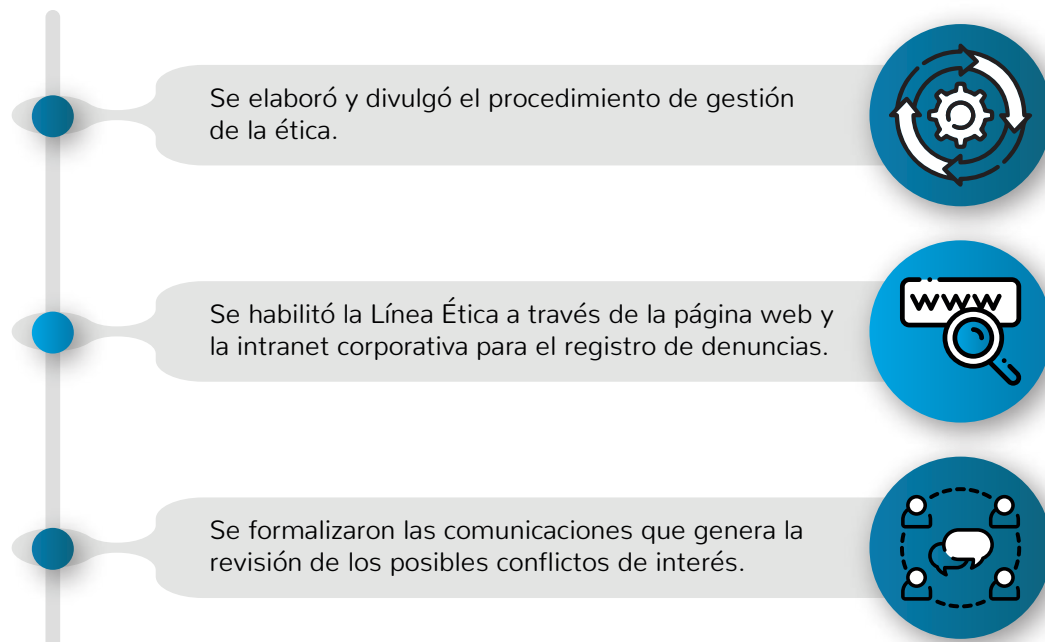 Se elaboró y divulgó el procedimiento de gestión
de la ética.
Se habilitó la Línea Ética a través de la página web y
la intranet corporativa para el registro de denuncias.
WWW
Se formalizaron las comunicaciones que genera la
revisión de los posibles conflictos de interés.